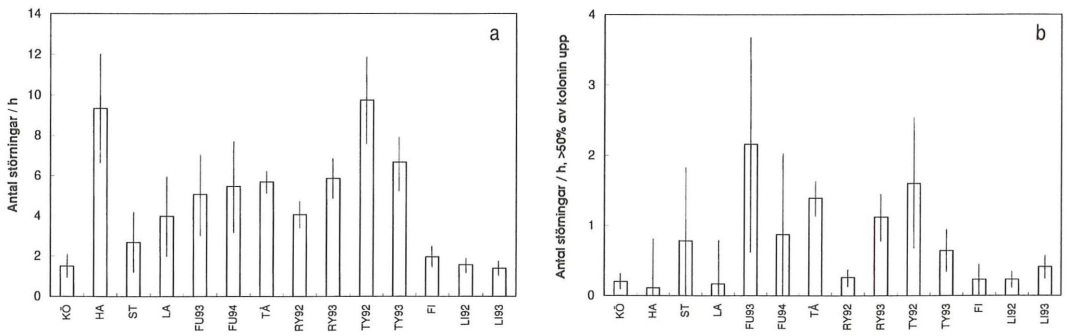 a
Antal störningar / h
14
12
10
8
6
4
2
0
KÖ HA ST LA FU93 FU94 TÅ RY92 RY93 TY92 TY93 FI LI92 LI93
b
Antal störningar / h, >50% av kolonin upp
4
3
2
1
0
KÖ HA ST LA FU93 FU94 TÅ RY92 RY93 TY92 TY93 FI LI92 LI93